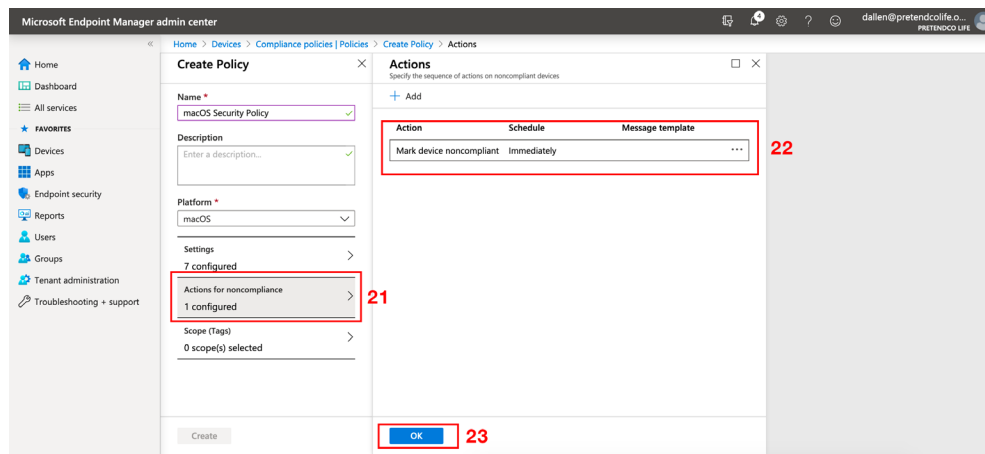 Microsoft Endpoint Manager admin center
4
dallen@pretendcolife.o...
PRETENDCO LIFE
«
Home > Devices > Compliance policies | Policies > Create Policy > Actions
Home
Dashboard
All services
FAVORITES
Devices
Apps
Endpoint security
Reports
Users
Groups
Tenant administration
Troubleshooting + support
Create Policy
Name *
macOS Security Policy
Description
Enter a description...
Platform *
macOS
Settings
7 configured
Actions for noncompliance
1 configured
21
Scope (Tags)
0 scope(s) selected
Create
Actions
Specify the sequence of actions on noncompliant devices
+ Add
Action Schedule Message template
Mark device noncompliant Immediately ...
22
OK
23